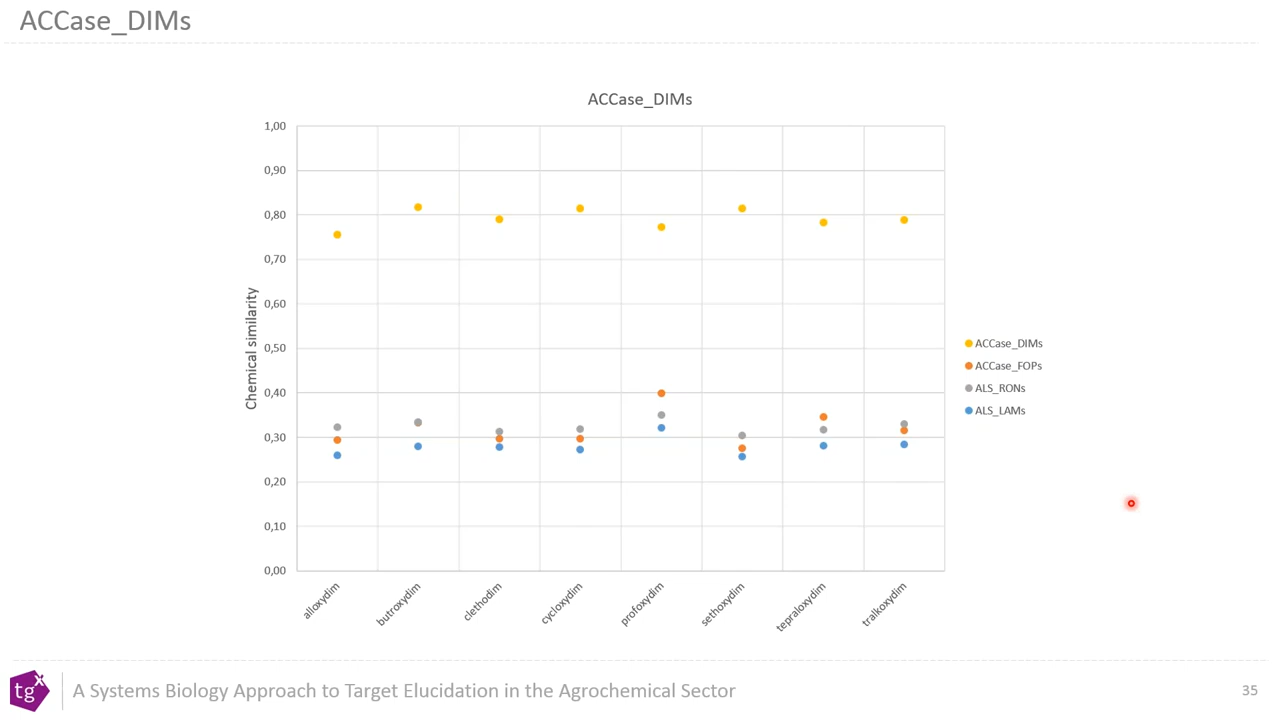 ACCase_DIMs
ACCase_DIMs
1,00
0,90
0,80
0,70
0,60
0,50
0,40
0,30
0,20
0,10
0,00
Chemical similarity
alloxydim
butroxydim
clethodim
cycloxydim
profoxydim
sethoxydim
tepraloxydim
tralkoxydim
ACCase_DIMs
ACCase_FOPs
ALS_RONs
ALS_LAMs
tgx
A Systems Biology Approach to Target Elucidation in the Agrochemical Sector
35